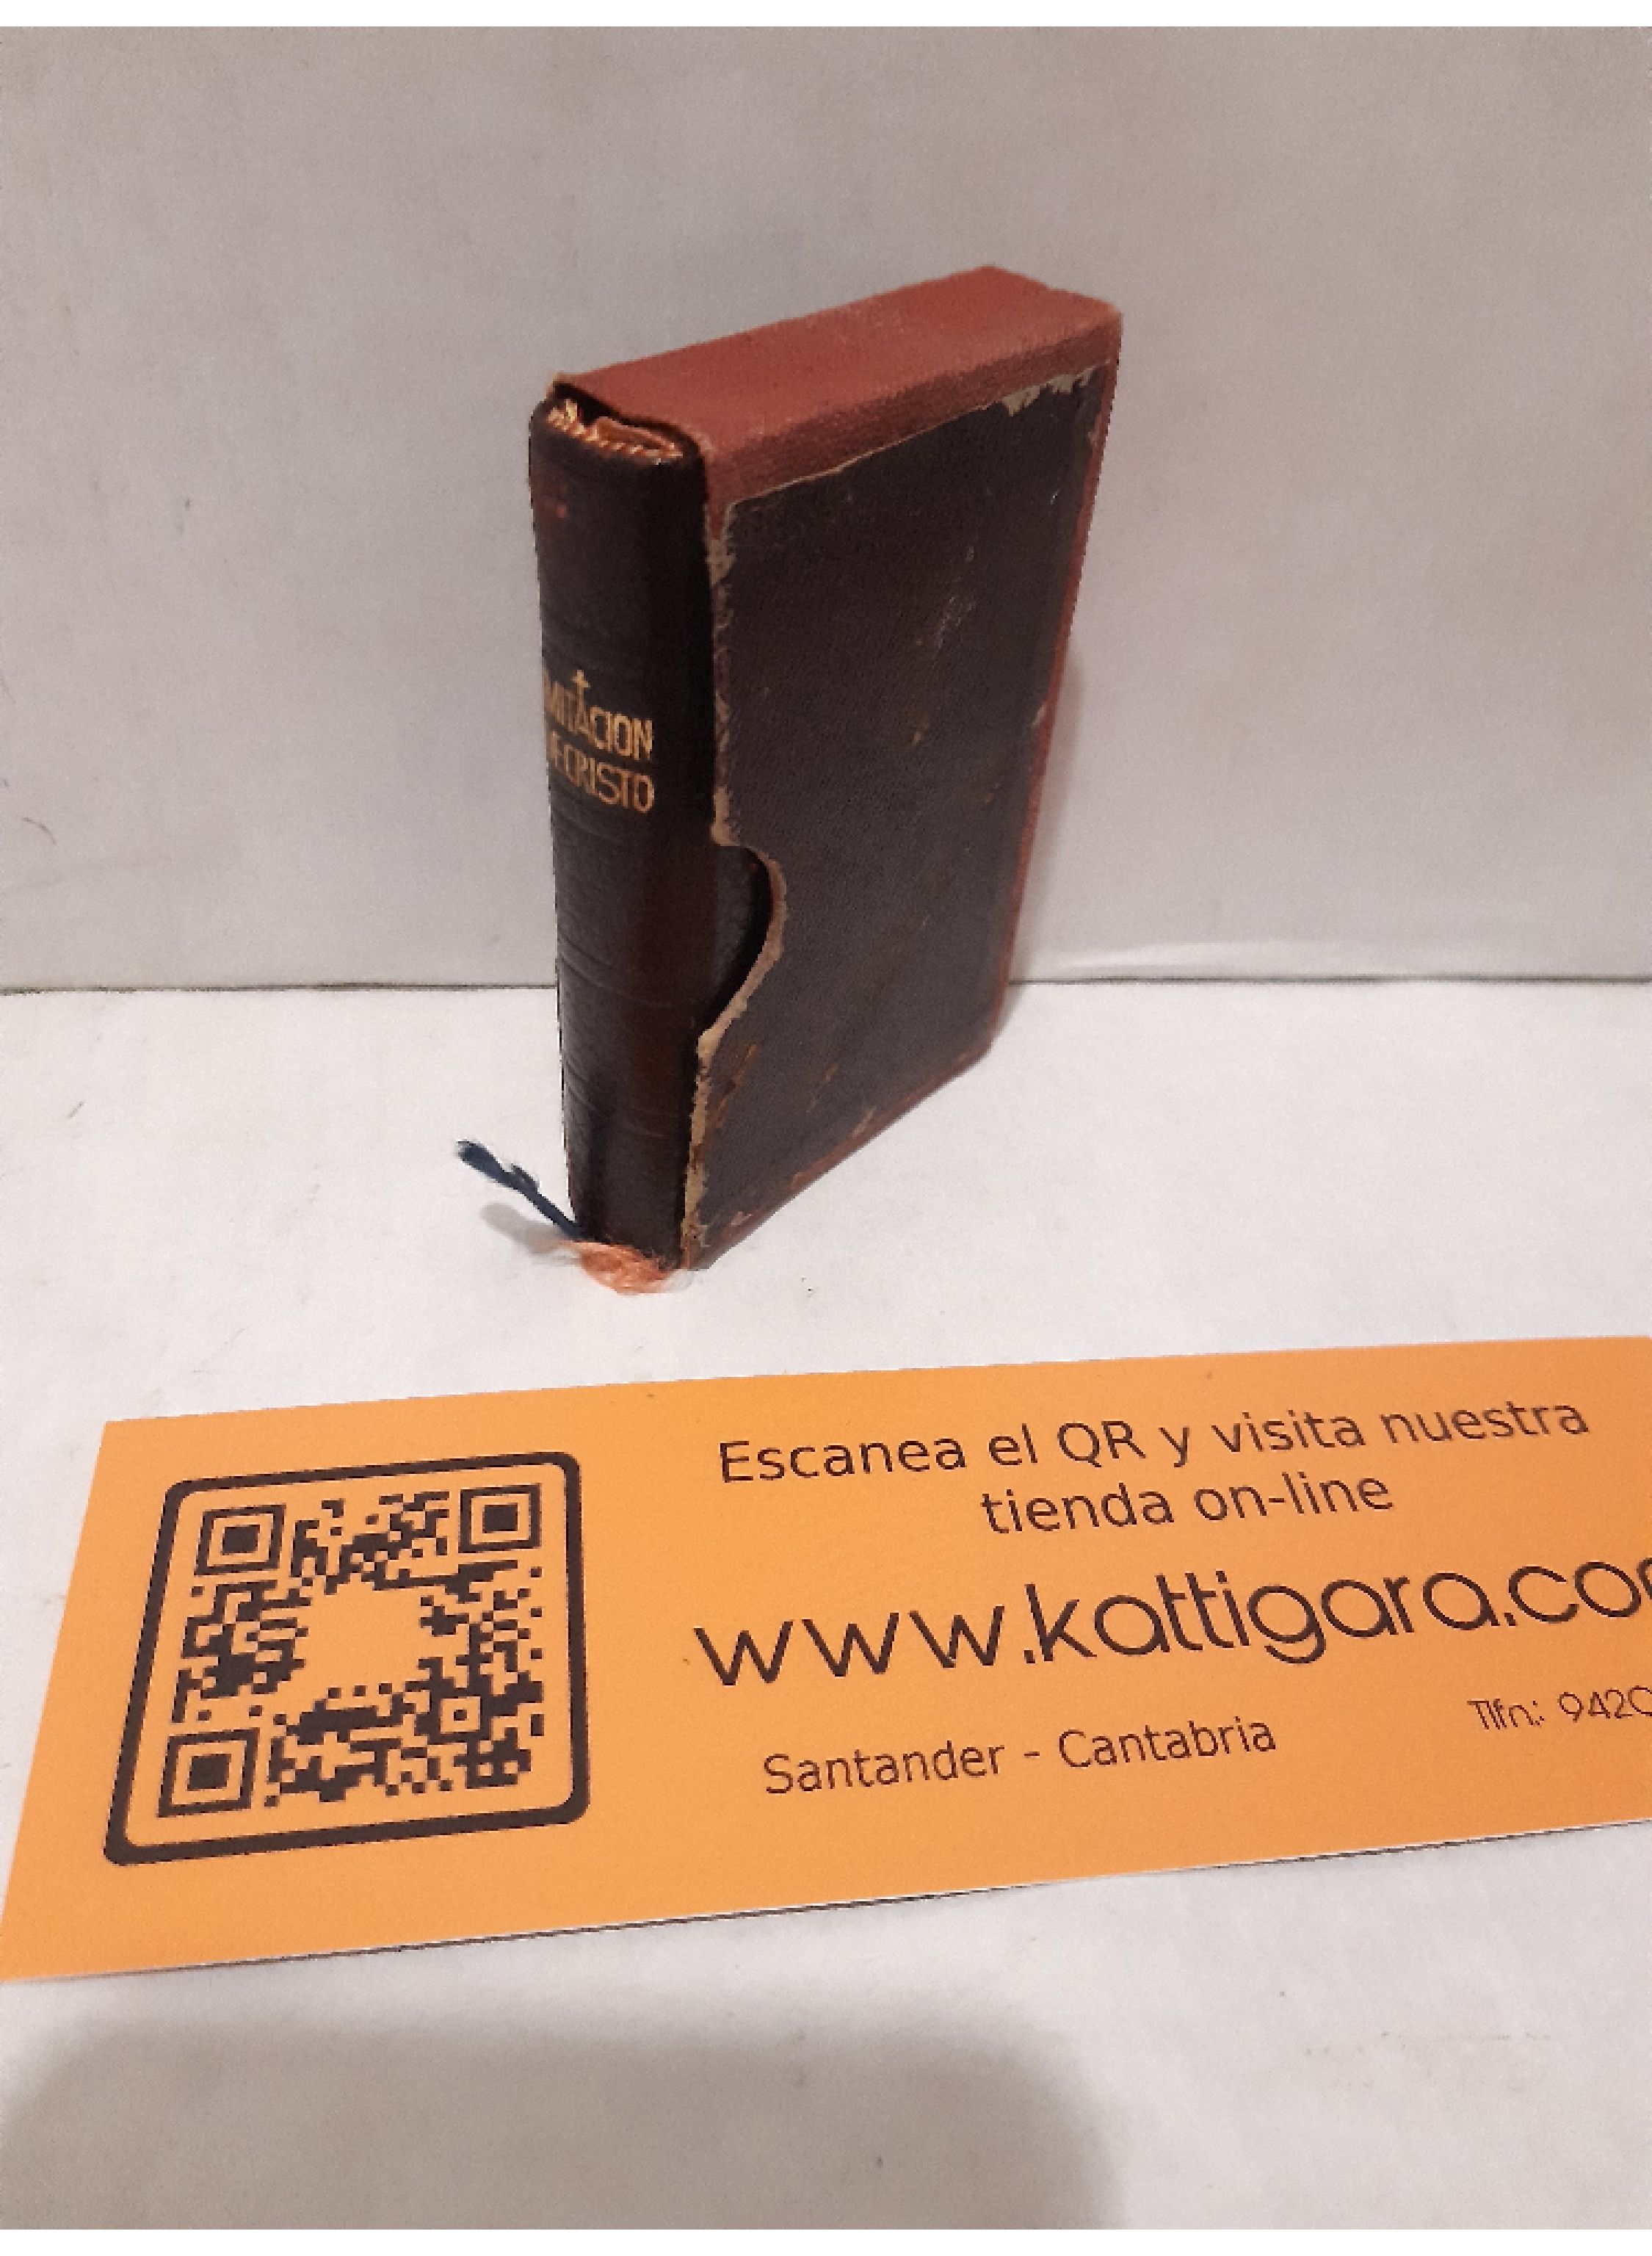 IMITACION
DE CRISTO
Escanea el QR y visita nuestra
tienda on-line
www.kattigara.co
Santander - Cantabria
Tlfn.: 942